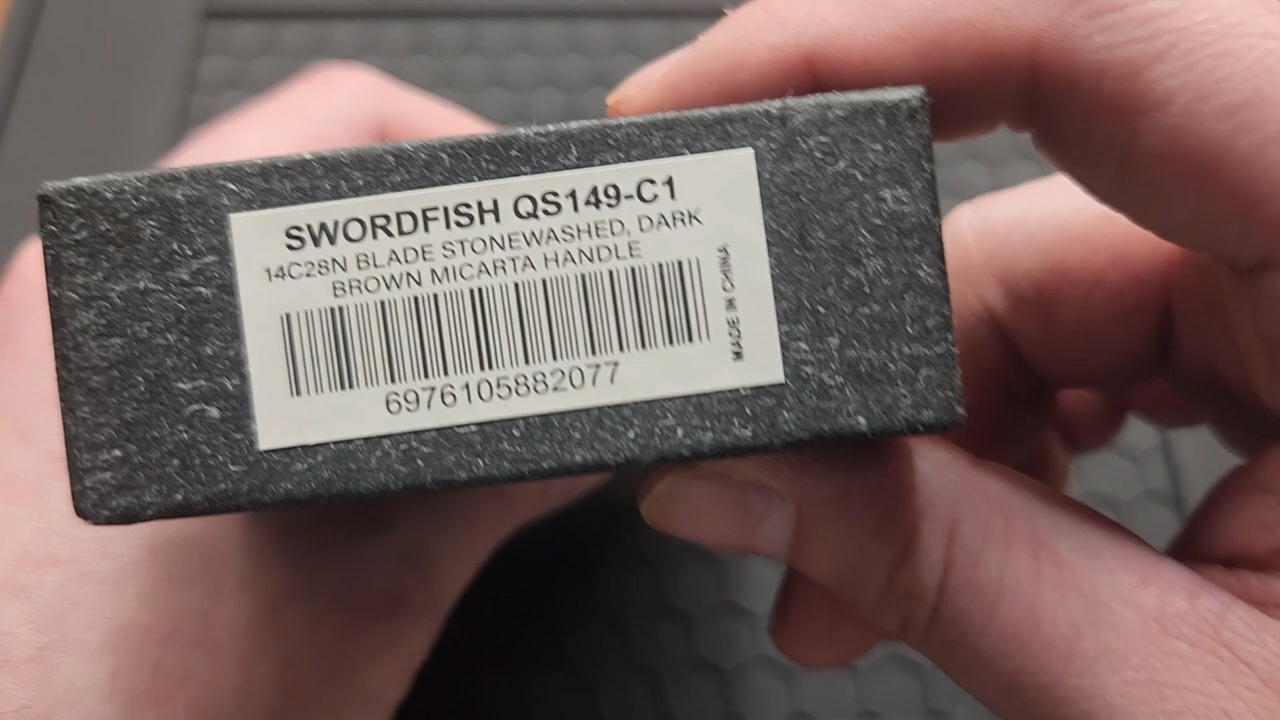 SWORDFISH QS149-C1
14C28N BLADE STONEWASHED, DARK
BROWN MICARTA HANDLE
6976105882077
MADE IN CHINA